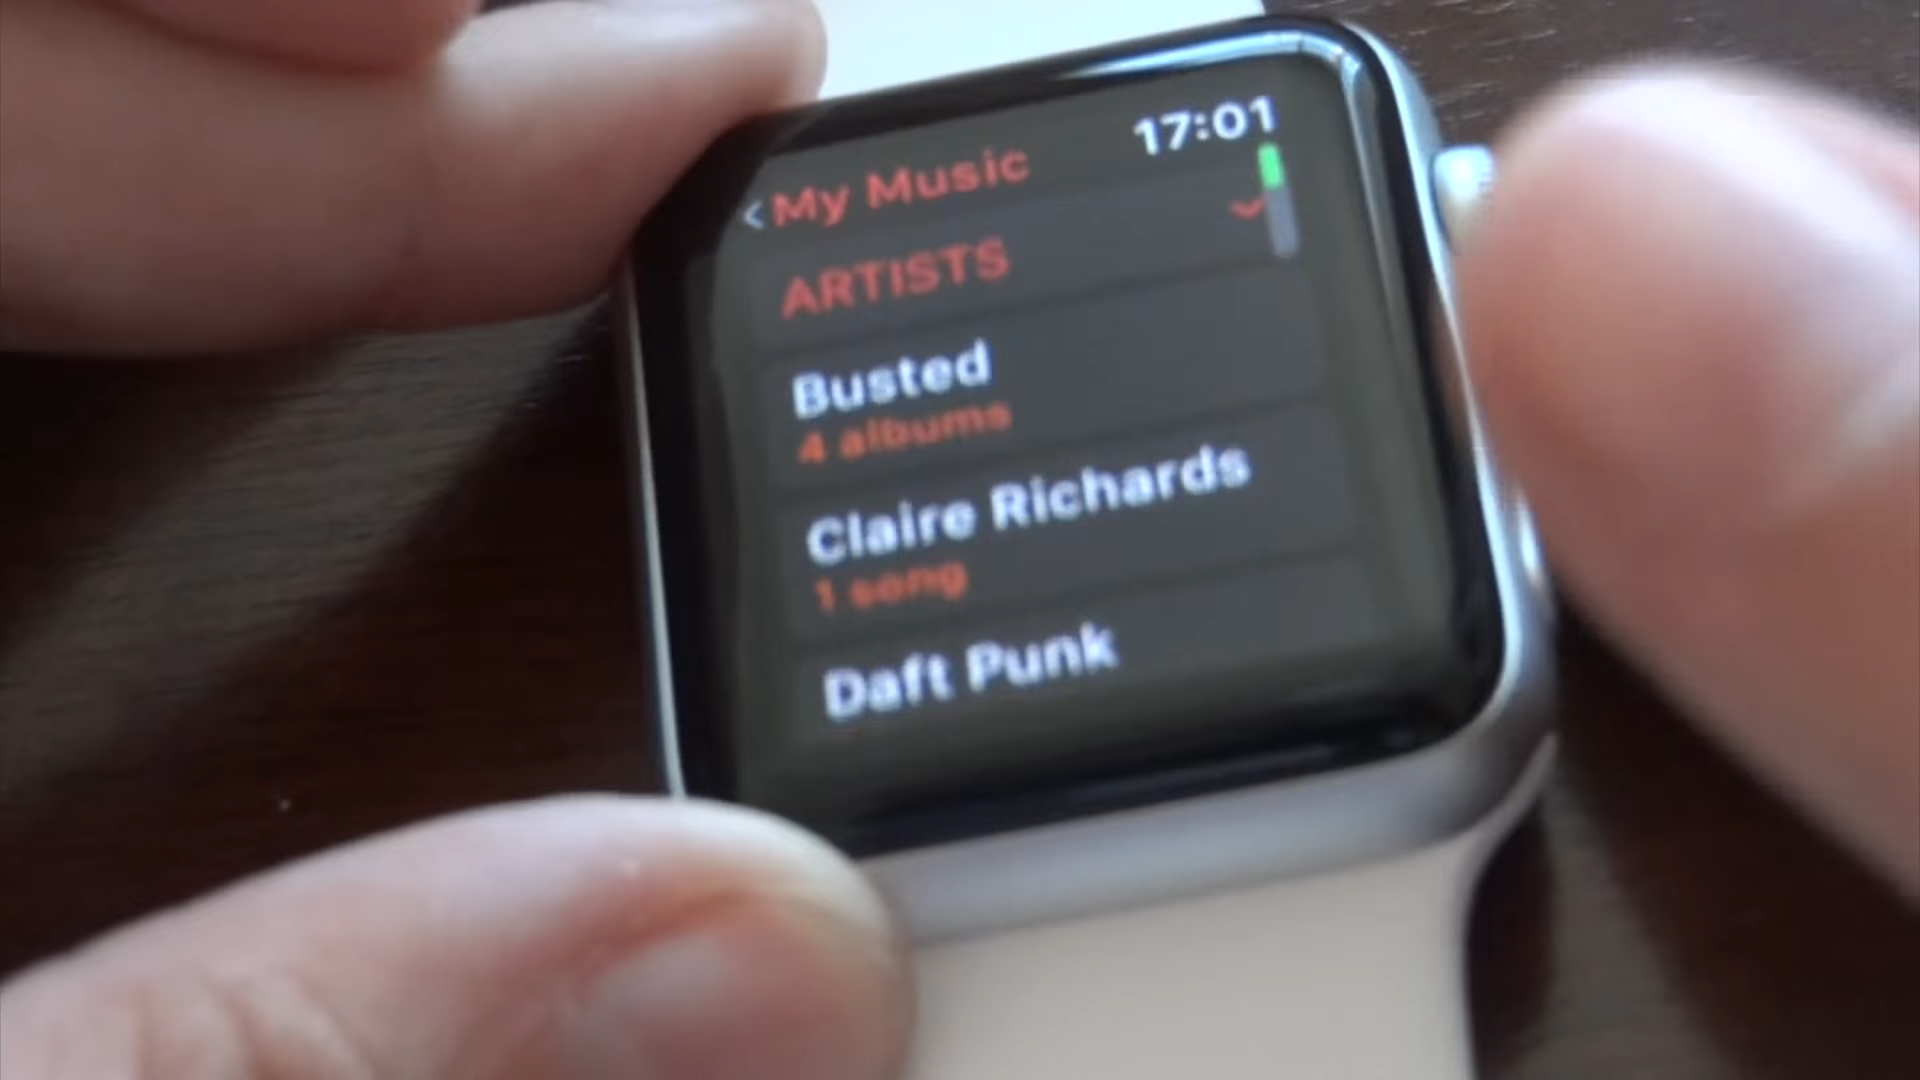 17:01
<My Music
ARTISTS
Busted
4 albums
Claire Richards
1 song
Daft Punk